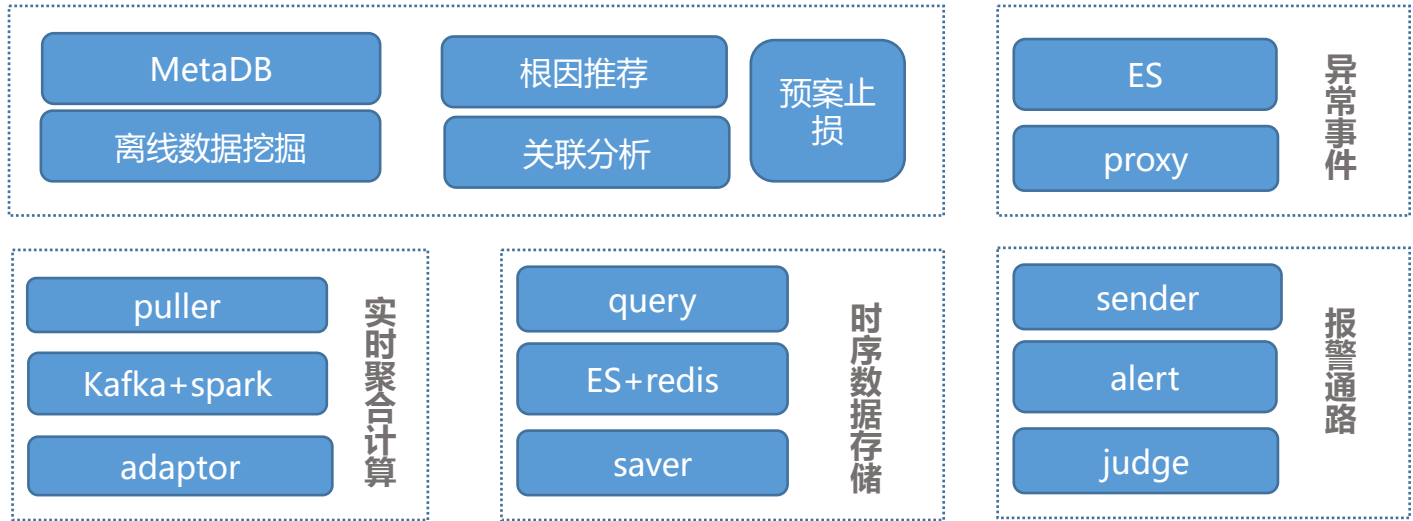 MetaDB
离线数据挖掘
根因推荐
关联分析
预案止
损
ES
proxy
异常事件
puller
Kafka+spark
adaptor
实时聚合计算
query
ES+redis
saver
时序数据存储
sender
alert
judge
报警通路